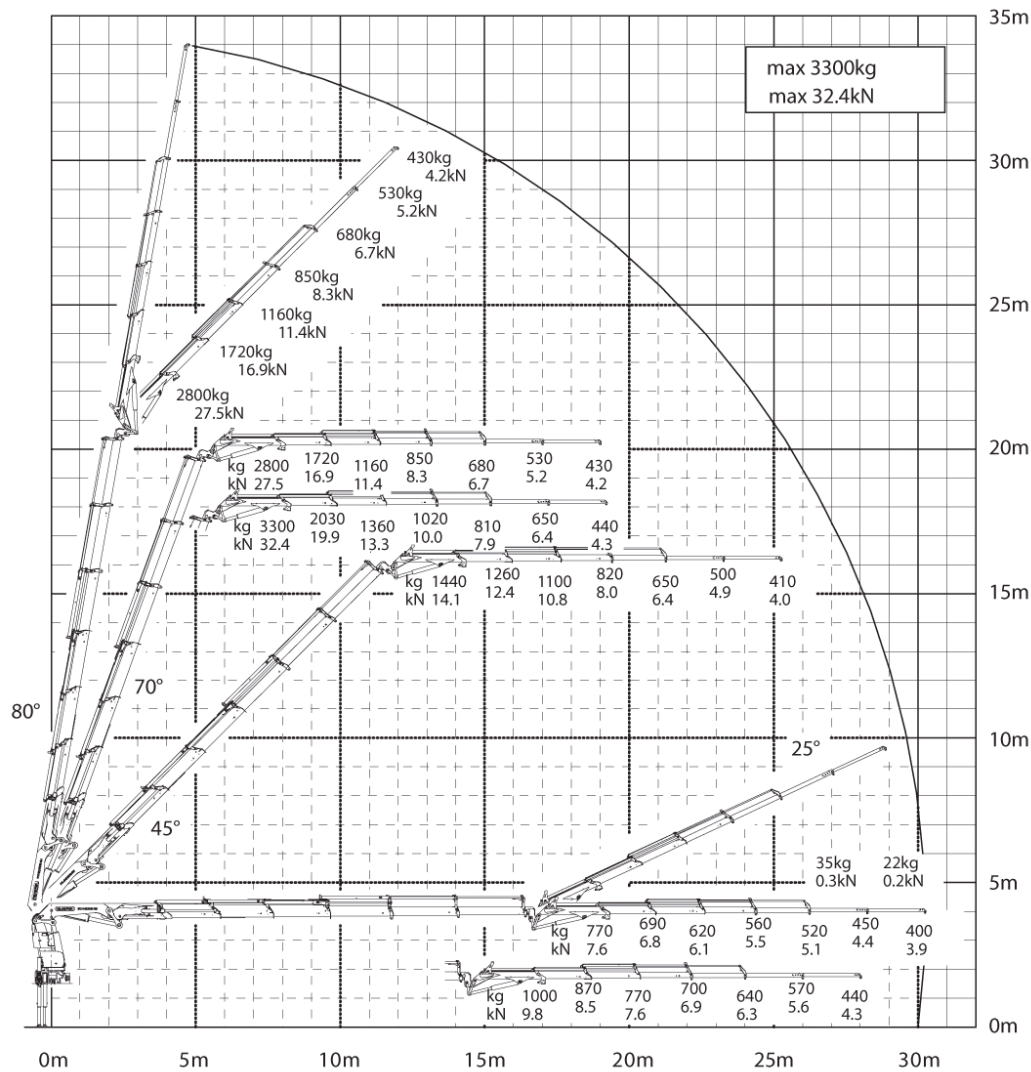 35m
max 3300kg
max 32.4kN
430kg
4.2kN
30m
530kg
5.2kN
680kg
6.7kN
850kg
8.3kN
25m
1160kg
11.4kN
1720kg
16.9kN
2800kg
27.5kN
20m
kg 2800 1720 1160 850 680 530 430
kN 27.5 16.9 11.4 8.3 6.7 5.2 4.2
kg 3300 2030 1360 1020 810 650 440
kN 32.4 19.9 13.3 10.0 7.9 6.4 4.3
kg 1440 1260 1100 820 650 500 410
kN 14.1 12.4 10.8 8.0 6.4 4.9 4.0
15m
70°
80°
10m
25°
45°
35kg 22kg
0.3kN 0.2kN
5m
kg 770 690 620 560 520 450 400
kN 7.6 6.8 6.1 5.5 5.1 4.4 3.9
kg 1000 870 770 700 640 570 440
kN 9.8 8.5 7.6 6.9 6.3 5.6 4.3
0m
0m 5m 10m 15m 20m 25m 30m